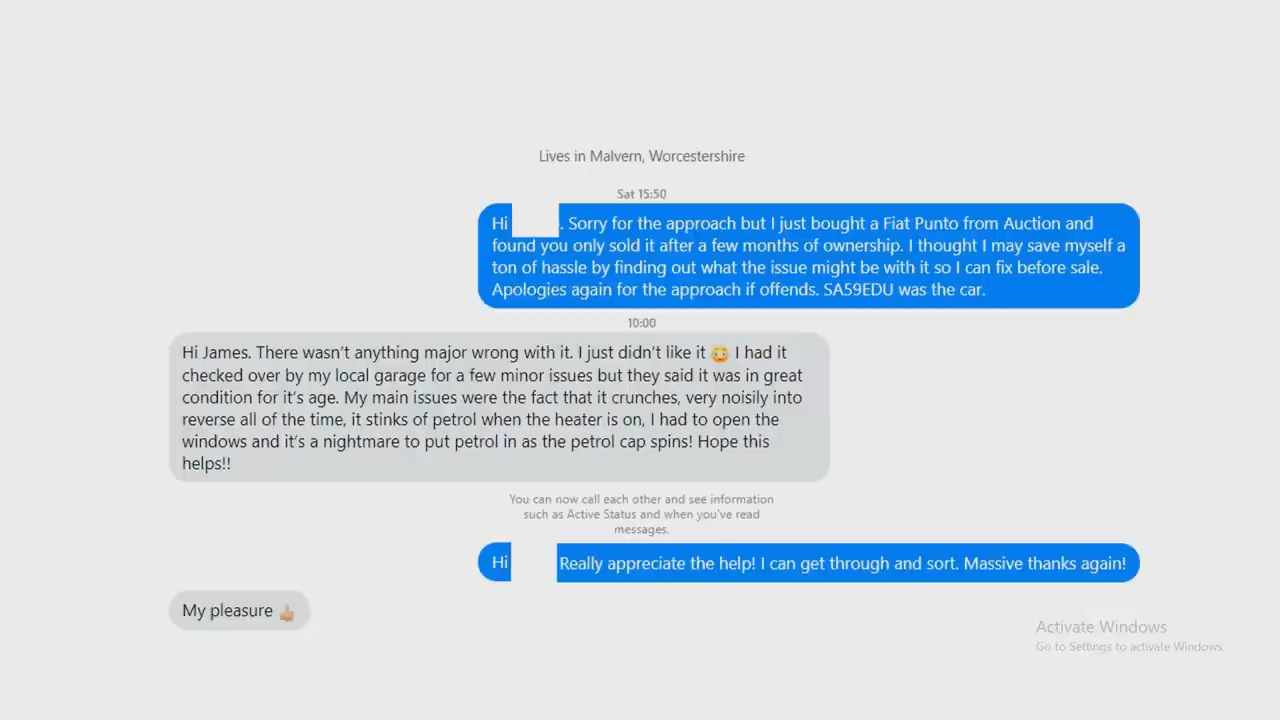 Lives in Malvern, Worcestershire
Sat 15:50
Hi . Sorry for the approach but I just bought a Fiat Punto from Auction and
found you only sold it after a few months of ownership. I thought I may save myself a
ton of hassle by finding out what the issue might be with it so I can fix before sale.
Apologies again for the approach if offends. SA59EDU was the car.
10:00
Hi James. There wasn't anything major wrong with it. I just didn't like it 😳 I had it
checked over by my local garage for a few minor issues but they said it was in great
condition for it's age. My main issues were the fact that it crunches, very noisily into
reverse all of the time, it stinks of petrol when the heater is on, I had to open the
windows and it's a nightmare to put petrol in as the petrol cap spins! Hope this
helps!!
You can now call each other and see information
such as Active Status and when you've read
messages.
Hi Really appreciate the help! I can get through and sort. Massive thanks again!
My pleasure 👍🏼
Activate Windows
Go to Settings to activate Windows.